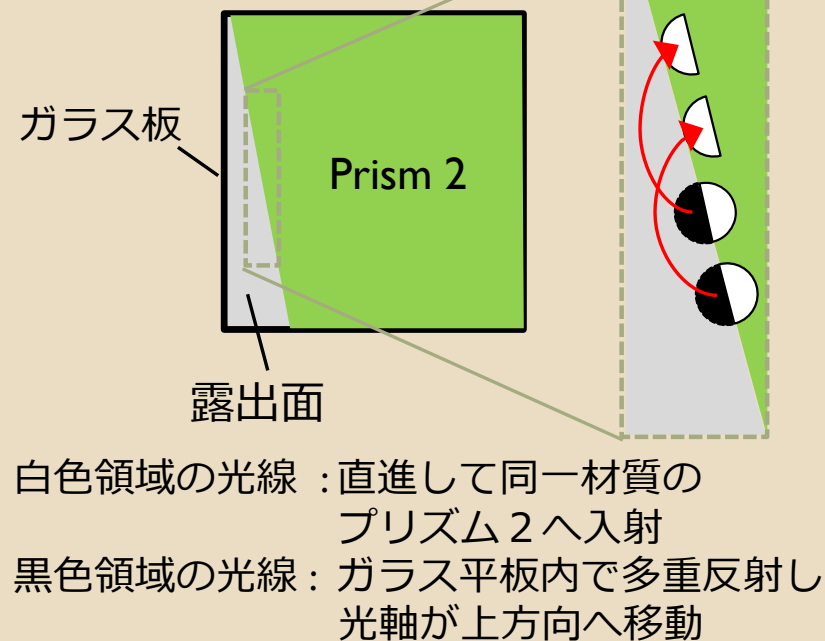 ガラス板
Prism 2
露出面
白色領域の光線 : 直進して同一材質の
プリズム２へ入射
黒色領域の光線 : ガラス平板内で多重反射し
光軸が上方向へ移動